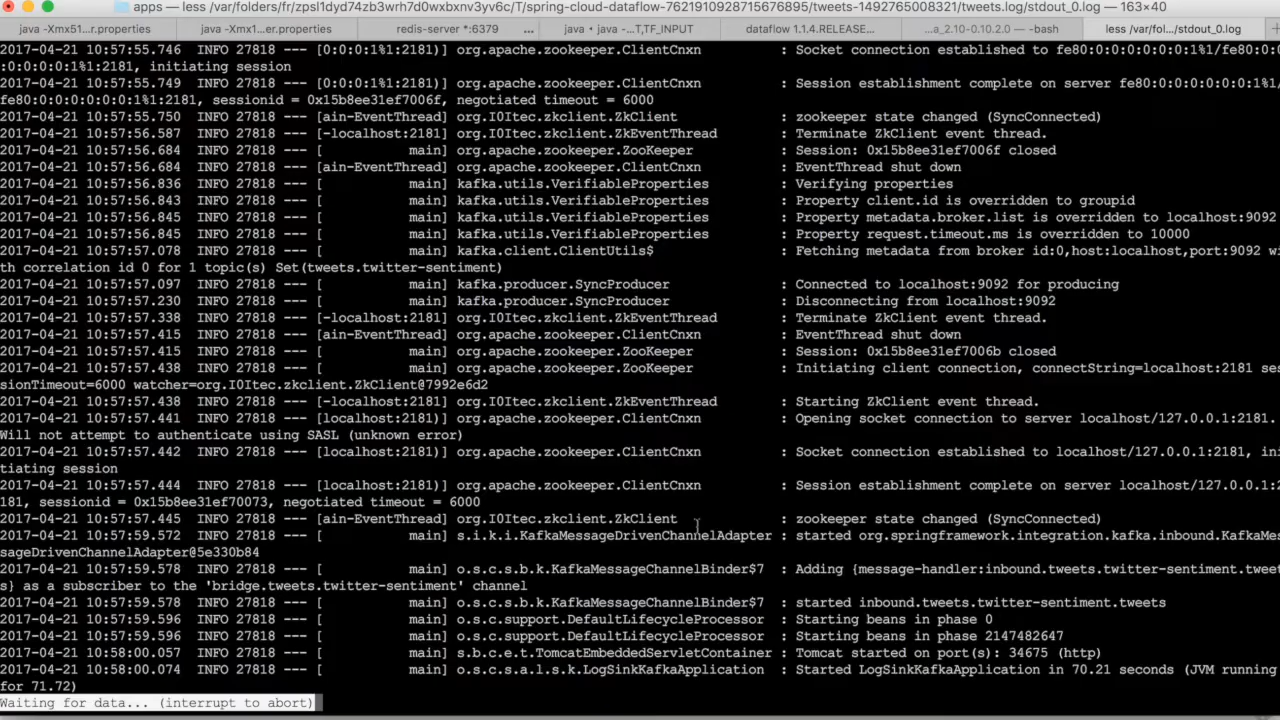 apps — less /var/folders/fr/zpsl1dyd74zb3wrh7d0wxbxnv3yv6c/T/spring-cloud-dataflow-7621910928715676895/tweets-1492765008321/tweets.log/stdout_0.log — 163×40
java -Xmx51...r.properties java -Xmx1...er.properties redis-server *:6379 ... java ‹ java -...T,TF_INPUT dataflow 1.1.4.RELEASE... ...a_2.10-0.10.2.0 — -bash less /var/fol.../stdout_0.log
2017-04-21 10:57:55.746 INFO 27818 --- [0:0:0:1%1:2181)] org.apache.zookeeper.ClientCnxn : Socket connection established to fe80:0:0:0:0:0:0:1%1/fe80:0:
:0:0:0:0:1%1:2181, initiating session
2017-04-21 10:57:55.749 INFO 27818 --- [0:0:0:1%1:2181)] org.apache.zookeeper.ClientCnxn : Session establishment complete on server fe80:0:0:0:0:0:0:1%1/
fe80:0:0:0:0:0:0:1%1:2181, sessionid = 0x15b8ee31ef7006f, negotiated timeout = 6000
2017-04-21 10:57:55.750 INFO 27818 --- [ain-EventThread] org.I0Itec.zkclient.ZkClient : zookeeper state changed (SyncConnected)
2017-04-21 10:57:56.587 INFO 27818 --- [-localhost:2181] org.I0Itec.zkclient.ZkEventThread : Terminate ZkClient event thread.
2017-04-21 10:57:56.684 INFO 27818 --- [ main] org.apache.zookeeper.ZooKeeper : Session: 0x15b8ee31ef7006f closed
2017-04-21 10:57:56.684 INFO 27818 --- [ain-EventThread] org.apache.zookeeper.ClientCnxn : EventThread shut down
2017-04-21 10:57:56.836 INFO 27818 --- [ main] kafka.utils.VerifiableProperties : Verifying properties
2017-04-21 10:57:56.843 INFO 27818 --- [ main] kafka.utils.VerifiableProperties : Property client.id is overridden to groupid
2017-04-21 10:57:56.845 INFO 27818 --- [ main] kafka.utils.VerifiableProperties : Property metadata.broker.list is overridden to localhost:9092
2017-04-21 10:57:56.845 INFO 27818 --- [ main] kafka.utils.VerifiableProperties : Property request.timeout.ms is overridden to 10000
2017-04-21 10:57:57.078 INFO 27818 --- [ main] kafka.client.ClientUtils$ : Fetching metadata from broker id:0,host:localhost,port:9092 wi
th correlation id 0 for 1 topic(s) Set(tweets.twitter-sentiment)
2017-04-21 10:57:57.097 INFO 27818 --- [ main] kafka.producer.SyncProducer : Connected to localhost:9092 for producing
2017-04-21 10:57:57.230 INFO 27818 --- [ main] kafka.producer.SyncProducer : Disconnecting from localhost:9092
2017-04-21 10:57:57.338 INFO 27818 --- [-localhost:2181] org.I0Itec.zkclient.ZkEventThread : Terminate ZkClient event thread.
2017-04-21 10:57:57.415 INFO 27818 --- [ain-EventThread] org.apache.zookeeper.ClientCnxn : EventThread shut down
2017-04-21 10:57:57.415 INFO 27818 --- [ main] org.apache.zookeeper.ZooKeeper : Session: 0x15b8ee31ef7006b closed
2017-04-21 10:57:57.438 INFO 27818 --- [ main] org.apache.zookeeper.ZooKeeper : Initiating client connection, connectString=localhost:2181 ses
sionTimeout=6000 watcher=org.I0Itec.zkclient.ZkClient@7992e6d2
2017-04-21 10:57:57.438 INFO 27818 --- [-localhost:2181] org.I0Itec.zkclient.ZkEventThread : Starting ZkClient event thread.
2017-04-21 10:57:57.441 INFO 27818 --- [localhost:2181)] org.apache.zookeeper.ClientCnxn : Opening socket connection to server localhost/127.0.0.1:2181.
Will not attempt to authenticate using SASL (unknown error)
2017-04-21 10:57:57.442 INFO 27818 --- [localhost:2181)] org.apache.zookeeper.ClientCnxn : Socket connection established to localhost/127.0.0.1:2181, ini
tiating session
2017-04-21 10:57:57.444 INFO 27818 --- [localhost:2181)] org.apache.zookeeper.ClientCnxn : Session establishment complete on server localhost/127.0.0.1:2
181, sessionid = 0x15b8ee31ef70073, negotiated timeout = 6000
2017-04-21 10:57:57.445 INFO 27818 --- [ain-EventThread] org.I0Itec.zkclient.ZkClient : zookeeper state changed (SyncConnected)
2017-04-21 10:57:59.572 INFO 27818 --- [ main] s.i.k.i.KafkaMessageDrivenChannelAdapter : started org.springframework.integration.kafka.inbound.KafkaMes
sageDrivenChannelAdapter@5e330b84
2017-04-21 10:57:59.578 INFO 27818 --- [ main] o.s.c.s.b.k.KafkaMessageChannelBinder$7 : Adding {message-handler:inbound.tweets.twitter-sentiment.tweet
s} as a subscriber to the 'bridge.tweets.twitter-sentiment' channel
2017-04-21 10:57:59.578 INFO 27818 --- [ main] o.s.c.s.b.k.KafkaMessageChannelBinder$7 : started inbound.tweets.twitter-sentiment.tweets
2017-04-21 10:57:59.596 INFO 27818 --- [ main] o.s.c.support.DefaultLifecycleProcessor : Starting beans in phase 0
2017-04-21 10:57:59.596 INFO 27818 --- [ main] o.s.c.support.DefaultLifecycleProcessor : Starting beans in phase 2147482647
2017-04-21 10:58:00.057 INFO 27818 --- [ main] s.b.c.e.t.TomcatEmbeddedServletContainer : Tomcat started on port(s): 34675 (http)
2017-04-21 10:58:00.074 INFO 27818 --- [ main] o.s.c.s.a.l.s.k.LogSinkKafkaApplication : Started LogSinkKafkaApplication in 70.21 seconds (JVM running
for 71.72)
Waiting for data... (interrupt to abort)